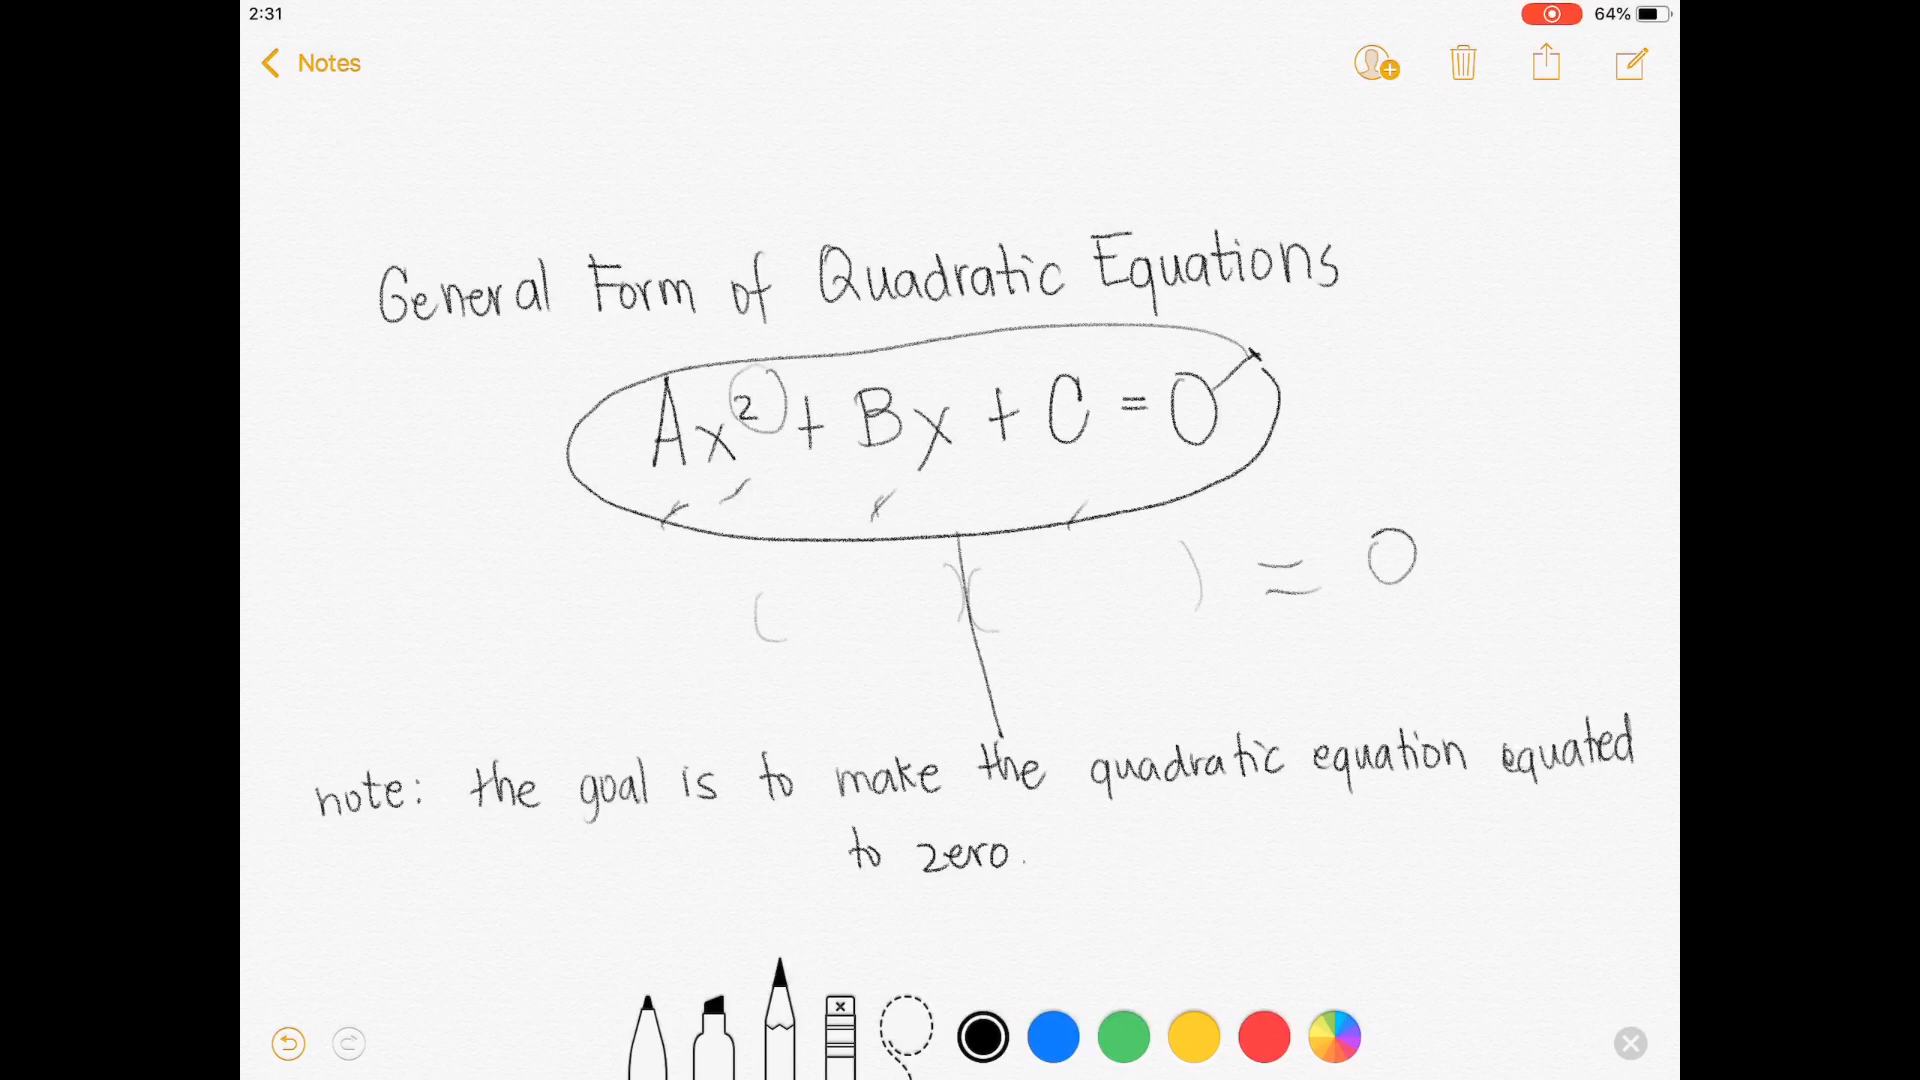 2:31
64%
Notes
General Form of Quadratic Equations
Ax² + Bx + C = 0
(   )(   ) = 0
note: the goal is to make the quadratic equation equated
to zero.